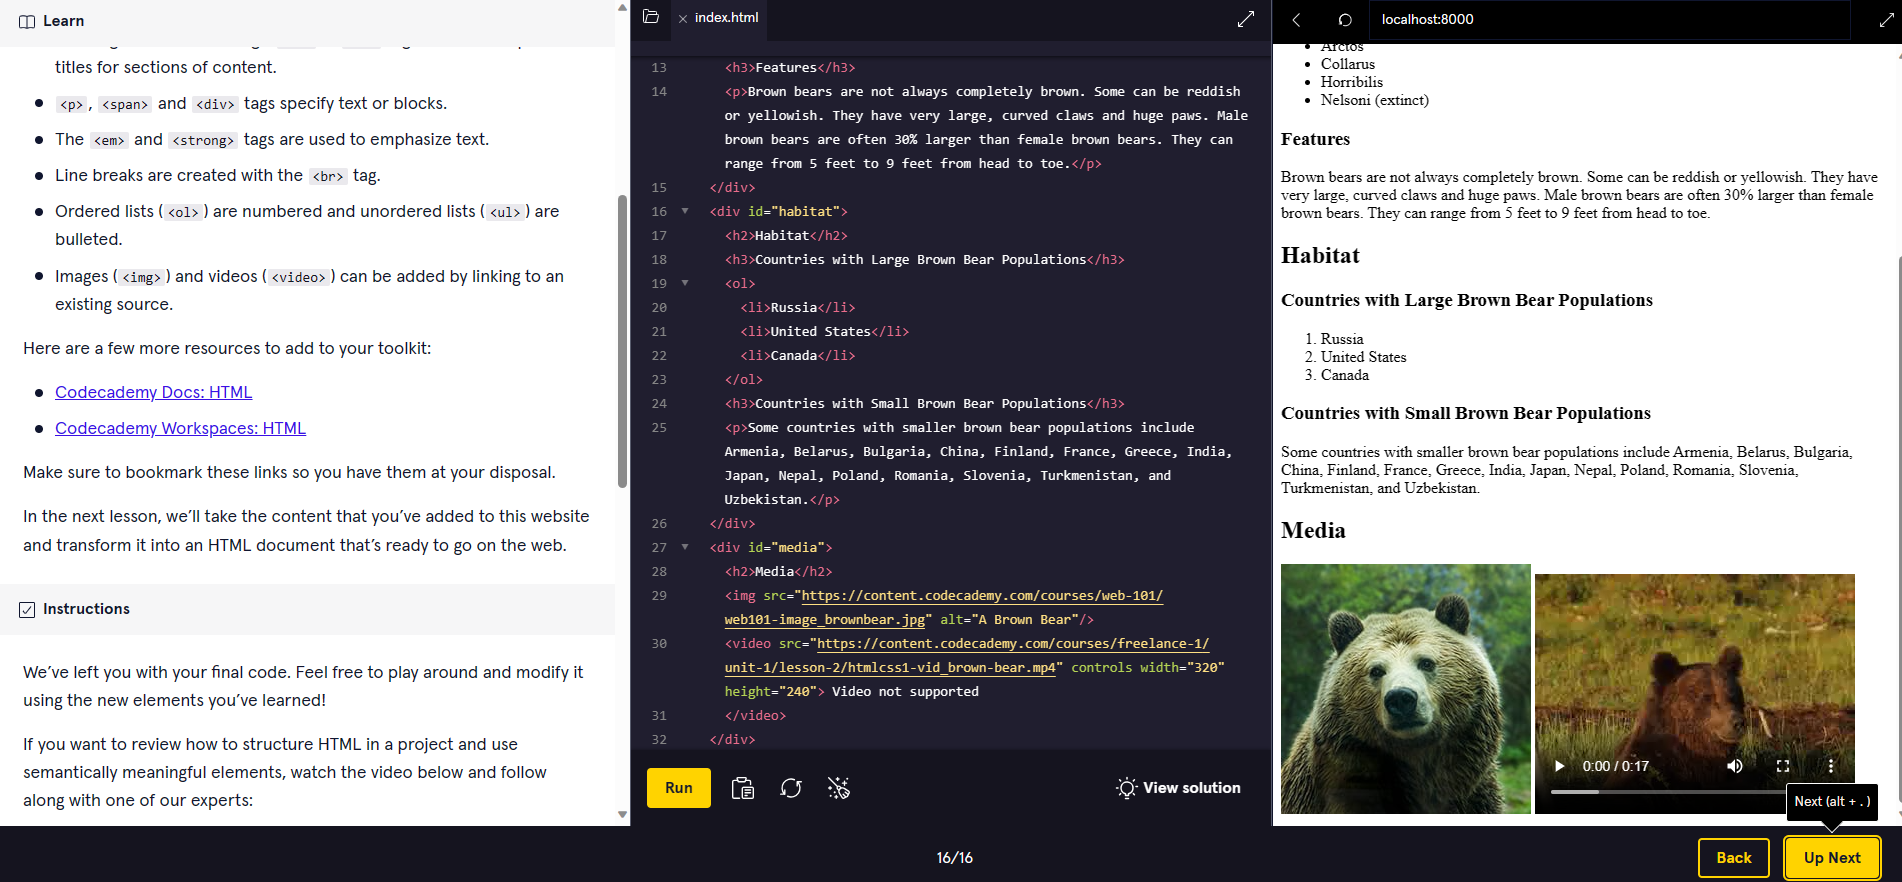 Learn
titles for sections of content.
<p>, <span> and <div> tags specify text or blocks.
The <em> and <strong> tags are used to emphasize text.
Line breaks are created with the <br> tag.
Ordered lists (<ol>) are numbered and unordered lists (<ul>) are
bulleted.
Images (<img>) and videos (<video>) can be added by linking to an
existing source.
Here are a few more resources to add to your toolkit:
Codecademy Docs: HTML
Codecademy Workspaces: HTML
Make sure to bookmark these links so you have them at your disposal.
In the next lesson, we’ll take the content that you’ve added to this website
and transform it into an HTML document that’s ready to go on the web.
Instructions
We’ve left you with your final code. Feel free to play around and modify it
using the new elements you’ve learned!
If you want to review how to structure HTML in a project and use
semantically meaningful elements, watch the video below and follow
along with one of our experts:
index.html
13 <h3>Features</h3>
14 <p>Brown bears are not always completely brown. Some can be reddish
or yellowish. They have very large, curved claws and huge paws. Male
brown bears are often 30% larger than female brown bears. They can
range from 5 feet to 9 feet from head to toe.</p>
15 </div>
16 <div id="habitat">
17 <h2>Habitat</h2>
18 <h3>Countries with Large Brown Bear Populations</h3>
19 <ol>
20 <li>Russia</li>
21 <li>United States</li>
22 <li>Canada</li>
23 </ol>
24 <h3>Countries with Small Brown Bear Populations</h3>
25 <p>Some countries with smaller brown bear populations include
Armenia, Belarus, Bulgaria, China, Finland, France, Greece, India,
Japan, Nepal, Poland, Romania, Slovenia, Turkmenistan, and
Uzbekistan.</p>
26 </div>
27 <div id="media">
28 <h2>Media</h2>
29 <img src="https://content.codecademy.com/courses/web-101/
web101-image_brownbear.jpg" alt="A Brown Bear"/>
30 <video src="https://content.codecademy.com/courses/freelance-1/
unit-1/lesson-2/htmlcss1-vid_brown-bear.mp4" controls width="320"
height="240"> Video not supported
31 </video>
32 </div>
Run
View solution
localhost:8000
Arctos
Collarus
Horribilis
Nelsoni (extinct)
Features
Brown bears are not always completely brown. Some can be reddish or yellowish. They have
very large, curved claws and huge paws. Male brown bears are often 30% larger than female
brown bears. They can range from 5 feet to 9 feet from head to toe.
Habitat
Countries with Large Brown Bear Populations
1. Russia
2. United States
3. Canada
Countries with Small Brown Bear Populations
Some countries with smaller brown bear populations include Armenia, Belarus, Bulgaria,
China, Finland, France, Greece, India, Japan, Nepal, Poland, Romania, Slovenia,
Turkmenistan, and Uzbekistan.
Media
0:00 / 0:17
Next (alt + . )
16/16
Back
Up Next